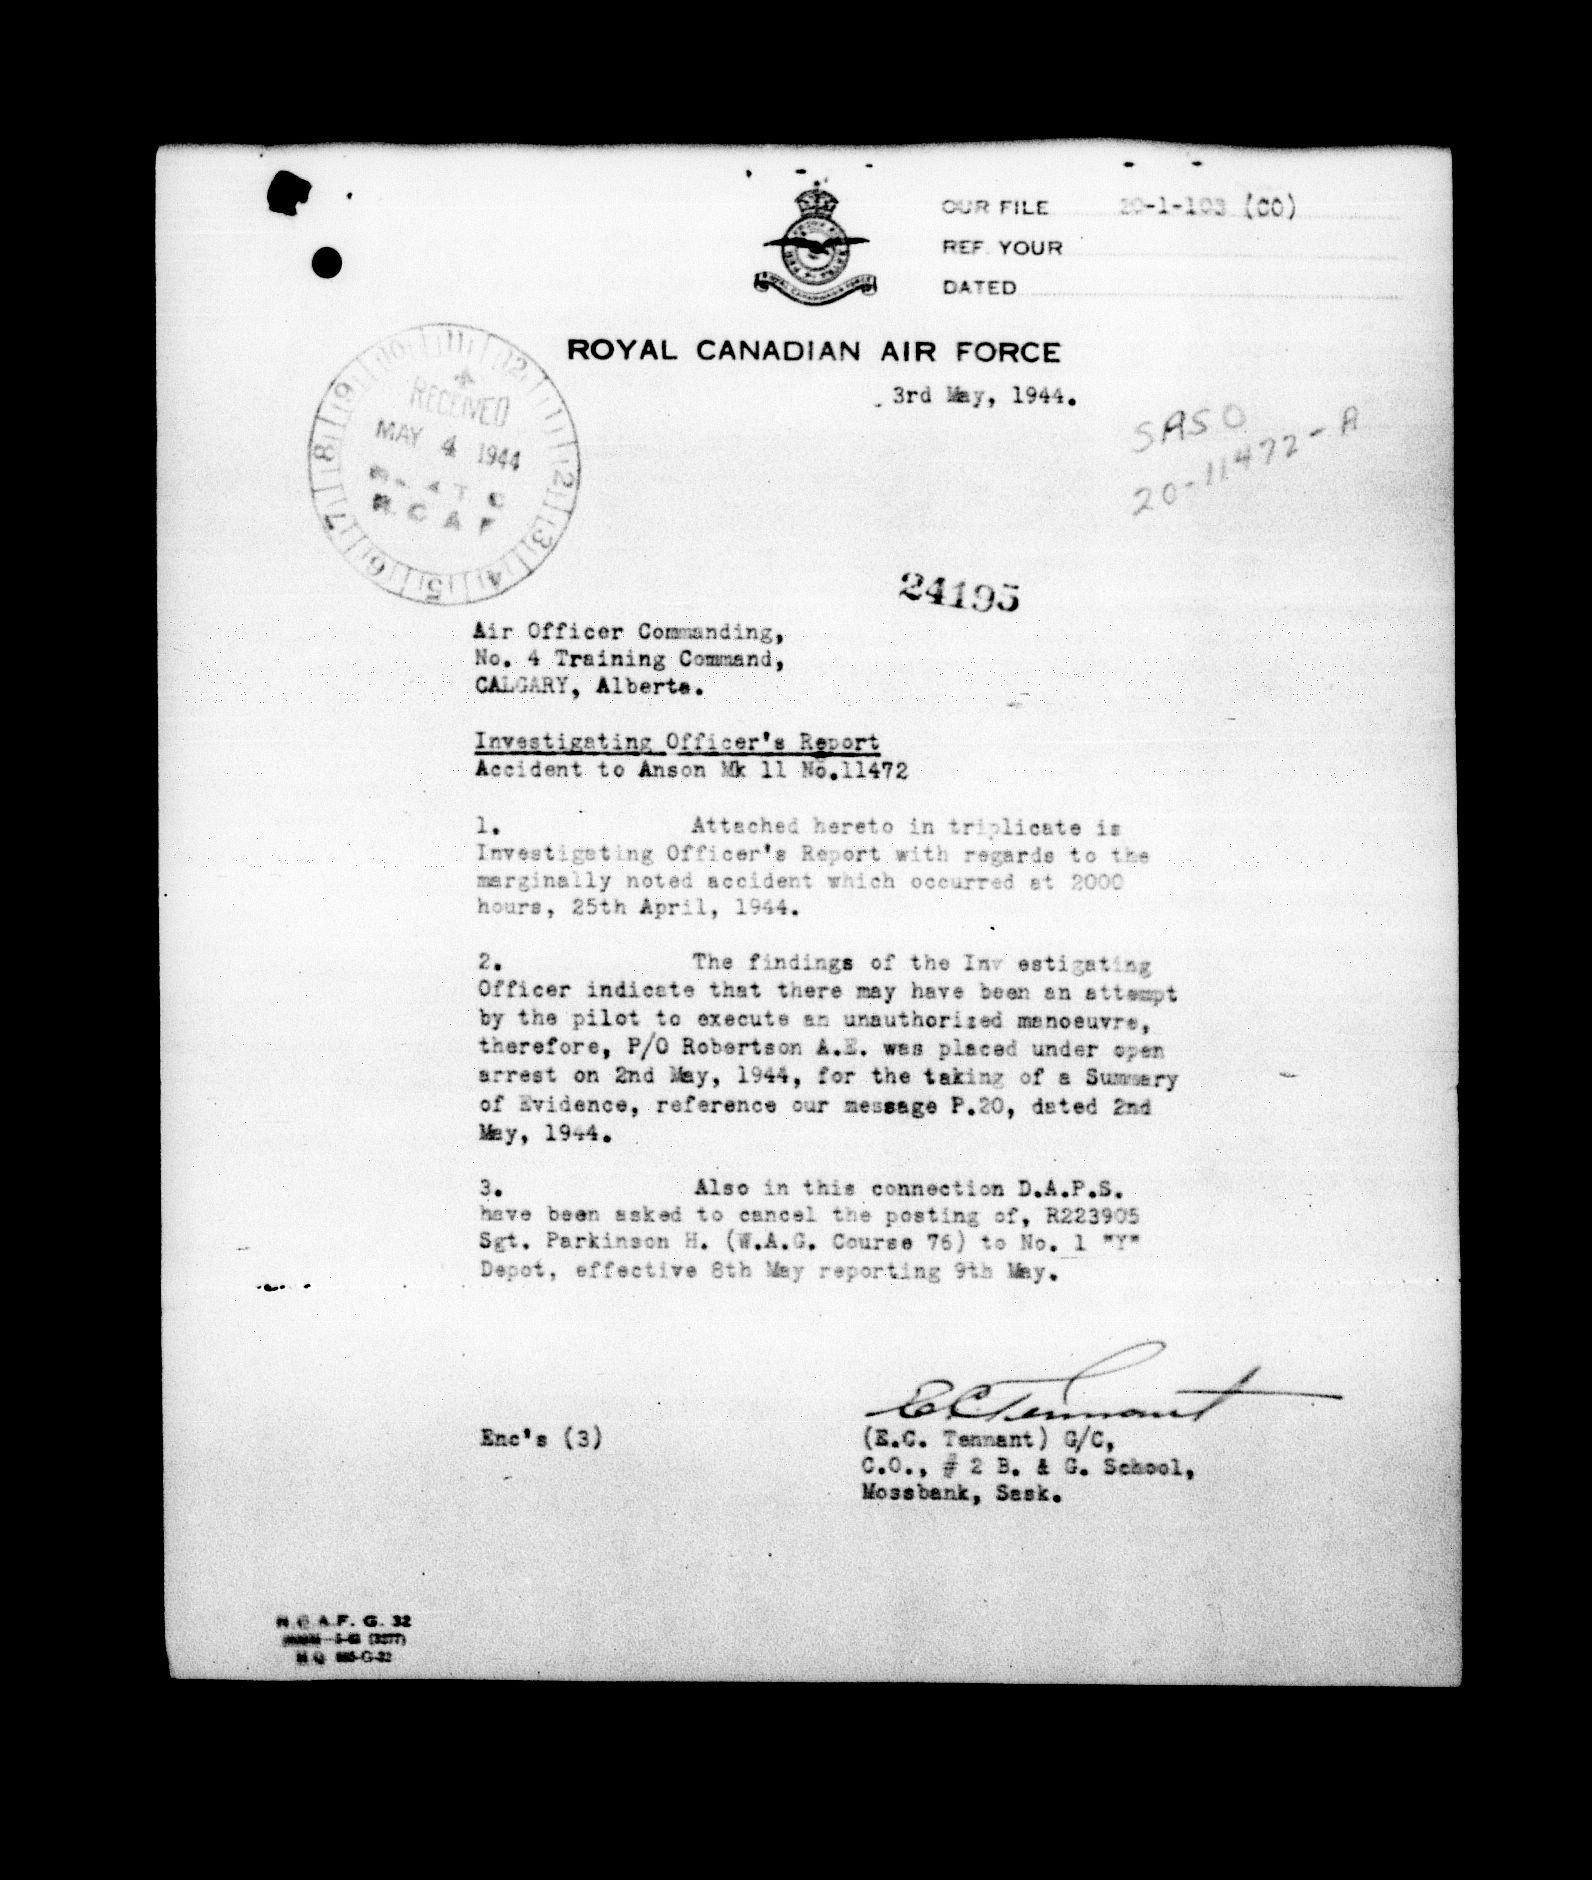 OUR FILE 20-1-103 (CO)
REF. YOUR
DATED
ROYAL CANADIAN AIR FORCE
3rd May, 1944.
RECEIVED
MAY 4 1944
R C A F
SASO
20-11472-A
24195
Air Officer Commanding,
No. 4 Training Command,
CALGARY, Alberta.
Investigating Officer's Report
Accident to Anson Mk 11 No.11472
1. Attached hereto in triplicate is
Investigating Officer's Report with regards to the
marginally noted accident which occurred at 2000
hours, 25th April, 1944.
2. The findings of the Inv estigating
Officer indicate that there may have been an attempt
by the pilot to execute an unauthorized manoeuvre,
therefore, P/O Robertson A.E. was placed under open
arrest on 2nd May, 1944, for the taking of a Summary
of Evidence, reference our message P.20, dated 2nd
May, 1944.
3. Also in this connection D.A.P.S.
have been asked to cancel the posting of, R223905
Sgt. Parkinson H. (W.A.G. Course 76) to No. 1 "Y"
Depot, effective 8th May reporting 9th May.
E C Tennant
Enc's (3)
(E.C. Tennant) G/C,
C.O., # 2 B. & G. School,
Mossbank, Sask.
R.C.A.F. G. 32